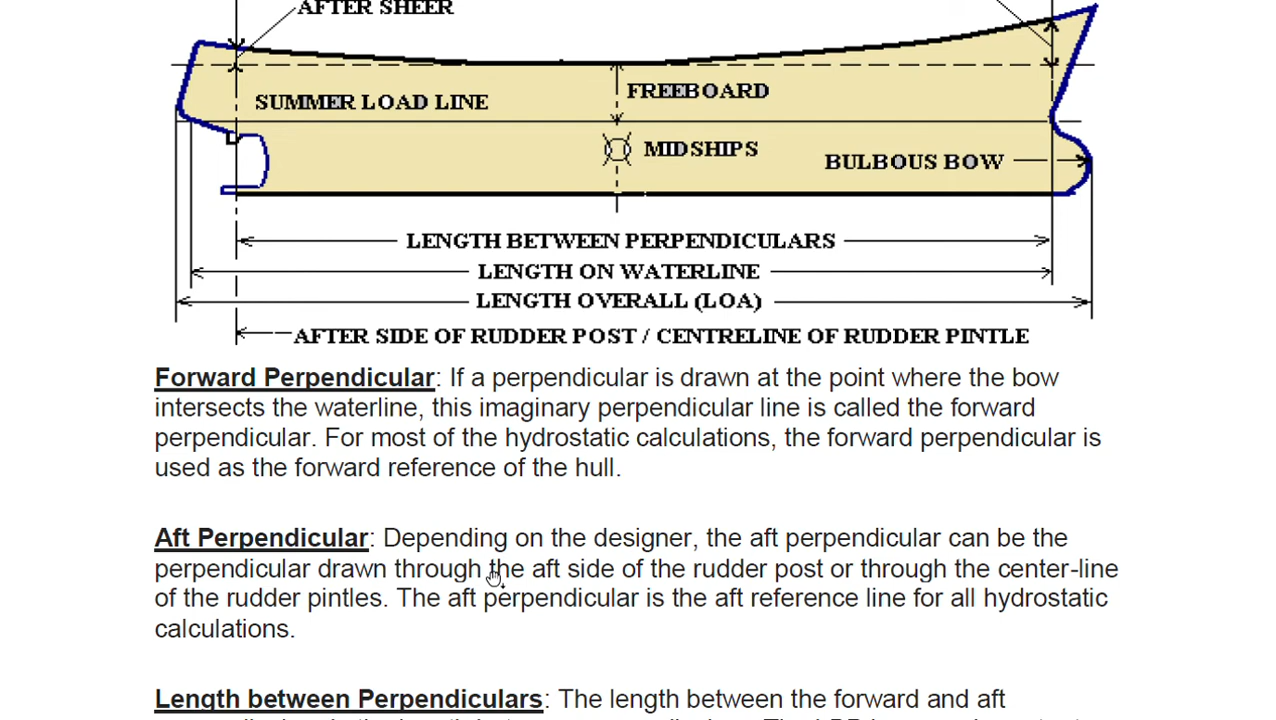 AFTER SHEER
FREEBOARD
SUMMER LOAD LINE
MIDSHIPS
BULBOUS BOW
LENGTH BETWEEN PERPENDICULARS
LENGTH ON WATERLINE
LENGTH OVERALL (LOA)
AFTER SIDE OF RUDDER POST / CENTRELINE OF RUDDER PINTLE
Forward Perpendicular: If a perpendicular is drawn at the point where the bow
intersects the waterline, this imaginary perpendicular line is called the forward
perpendicular. For most of the hydrostatic calculations, the forward perpendicular is
used as the forward reference of the hull.
Aft Perpendicular: Depending on the designer, the aft perpendicular can be the
perpendicular drawn through the aft side of the rudder post or through the center-line
of the rudder pintles. The aft perpendicular is the aft reference line for all hydrostatic
calculations.
Length between Perpendiculars: The length between the forward and aft